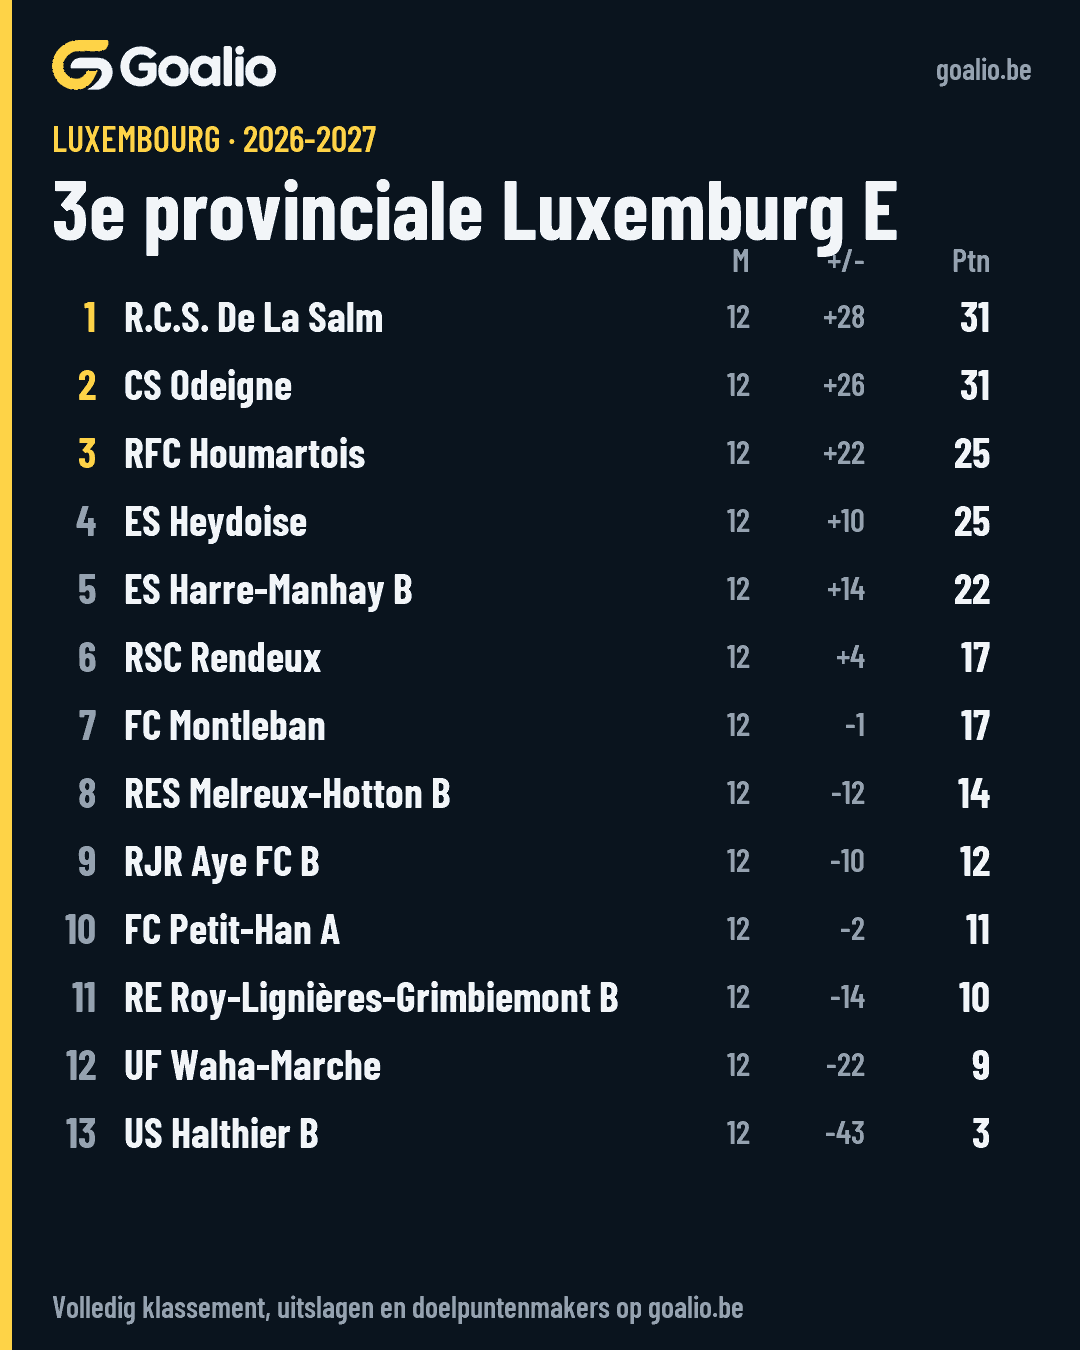 Goalio
goalio.be
LUXEMBOURG · 2026-2027
3e provinciale Luxemburg E
M +/- Ptn
1 R.C.S. De La Salm 12 +28 31
2 CS Odeigne 12 +26 31
3 RFC Houmartois 12 +22 25
4 ES Heydoise 12 +10 25
5 ES Harre-Manhay B 12 +14 22
6 RSC Rendeux 12 +4 17
7 FC Montleban 12 -1 17
8 RES Melreux-Hotton B 12 -12 14
9 RJR Aye FC B 12 -10 12
10 FC Petit-Han A 12 -2 11
11 RE Roy-Lignières-Grimbiemont B 12 -14 10
12 UF Waha-Marche 12 -22 9
13 US Halthier B 12 -43 3
Volledig klassement, uitslagen en doelpuntenmakers op goalio.be